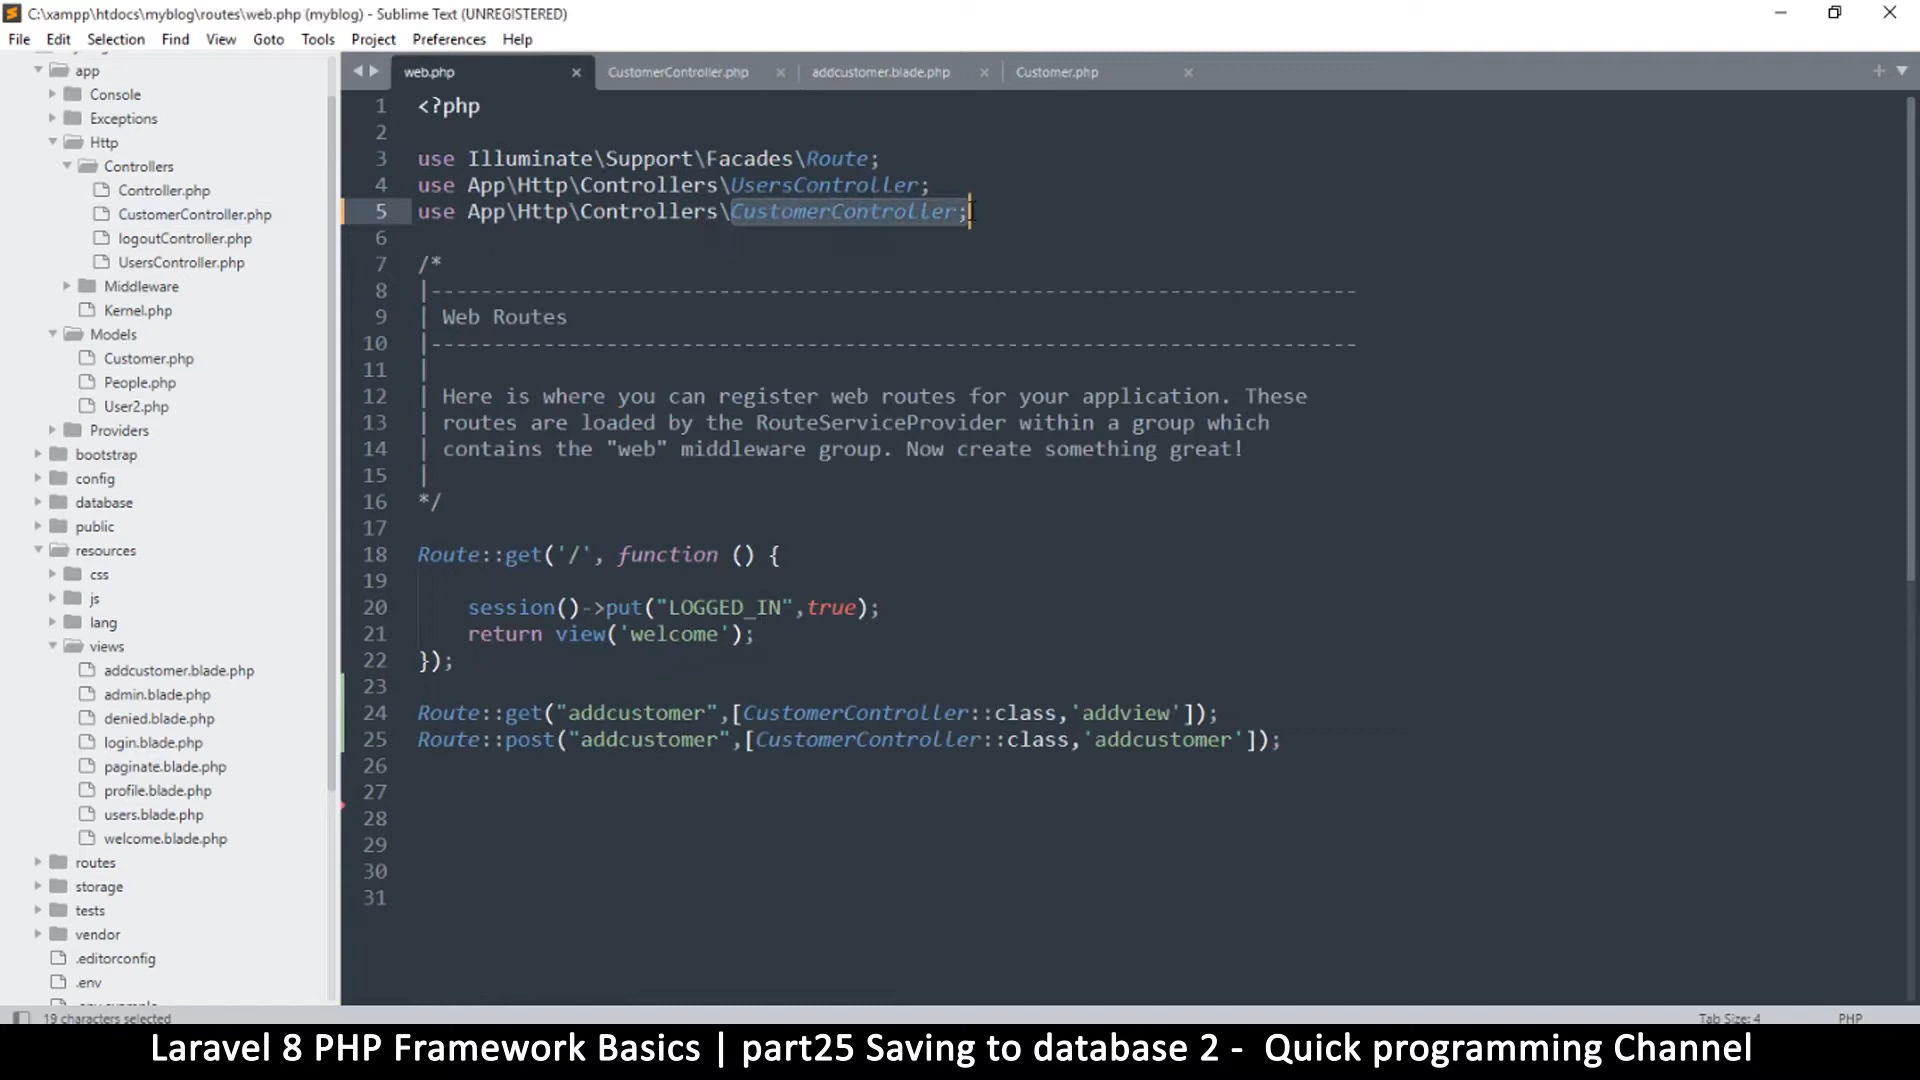 C:\xampp\htdocs\myblog\routes\web.php (myblog) - Sublime Text (UNREGISTERED)
File Edit Selection Find View Goto Tools Project Preferences Help
app
Console
Exceptions
Http
Controllers
Controller.php
CustomerController.php
logoutController.php
UsersController.php
Middleware
Kernel.php
Models
Customer.php
People.php
User2.php
Providers
bootstrap
config
database
public
resources
css
js
lang
views
addcustomer.blade.php
admin.blade.php
denied.blade.php
login.blade.php
paginate.blade.php
profile.blade.php
users.blade.php
welcome.blade.php
routes
storage
tests
vendor
.editorconfig
.env
.env.example
web.php CustomerController.php addcustomer.blade.php Customer.php
1 <?php
2
3 use Illuminate\Support\Facades\Route;
4 use App\Http\Controllers\UsersController;
5 use App\Http\Controllers\CustomerController;
6
7 /*
8 |--------------------------------------------------------------------------
9 | Web Routes
10 |--------------------------------------------------------------------------
11 |
12 | Here is where you can register web routes for your application. These
13 | routes are loaded by the RouteServiceProvider within a group which
14 | contains the "web" middleware group. Now create something great!
15 |
16 */
17
18 Route::get('/', function () {
19
20 session()->put("LOGGED_IN",true);
21 return view('welcome');
22 });
23
24 Route::get("addcustomer",[CustomerController::class,'addview']);
25 Route::post("addcustomer",[CustomerController::class,'addcustomer']);
26
27
28
29
30
31
19 characters selected Tab Size: 4 PHP
Laravel 8 PHP Framework Basics | part25 Saving to database 2 - Quick programming Channel